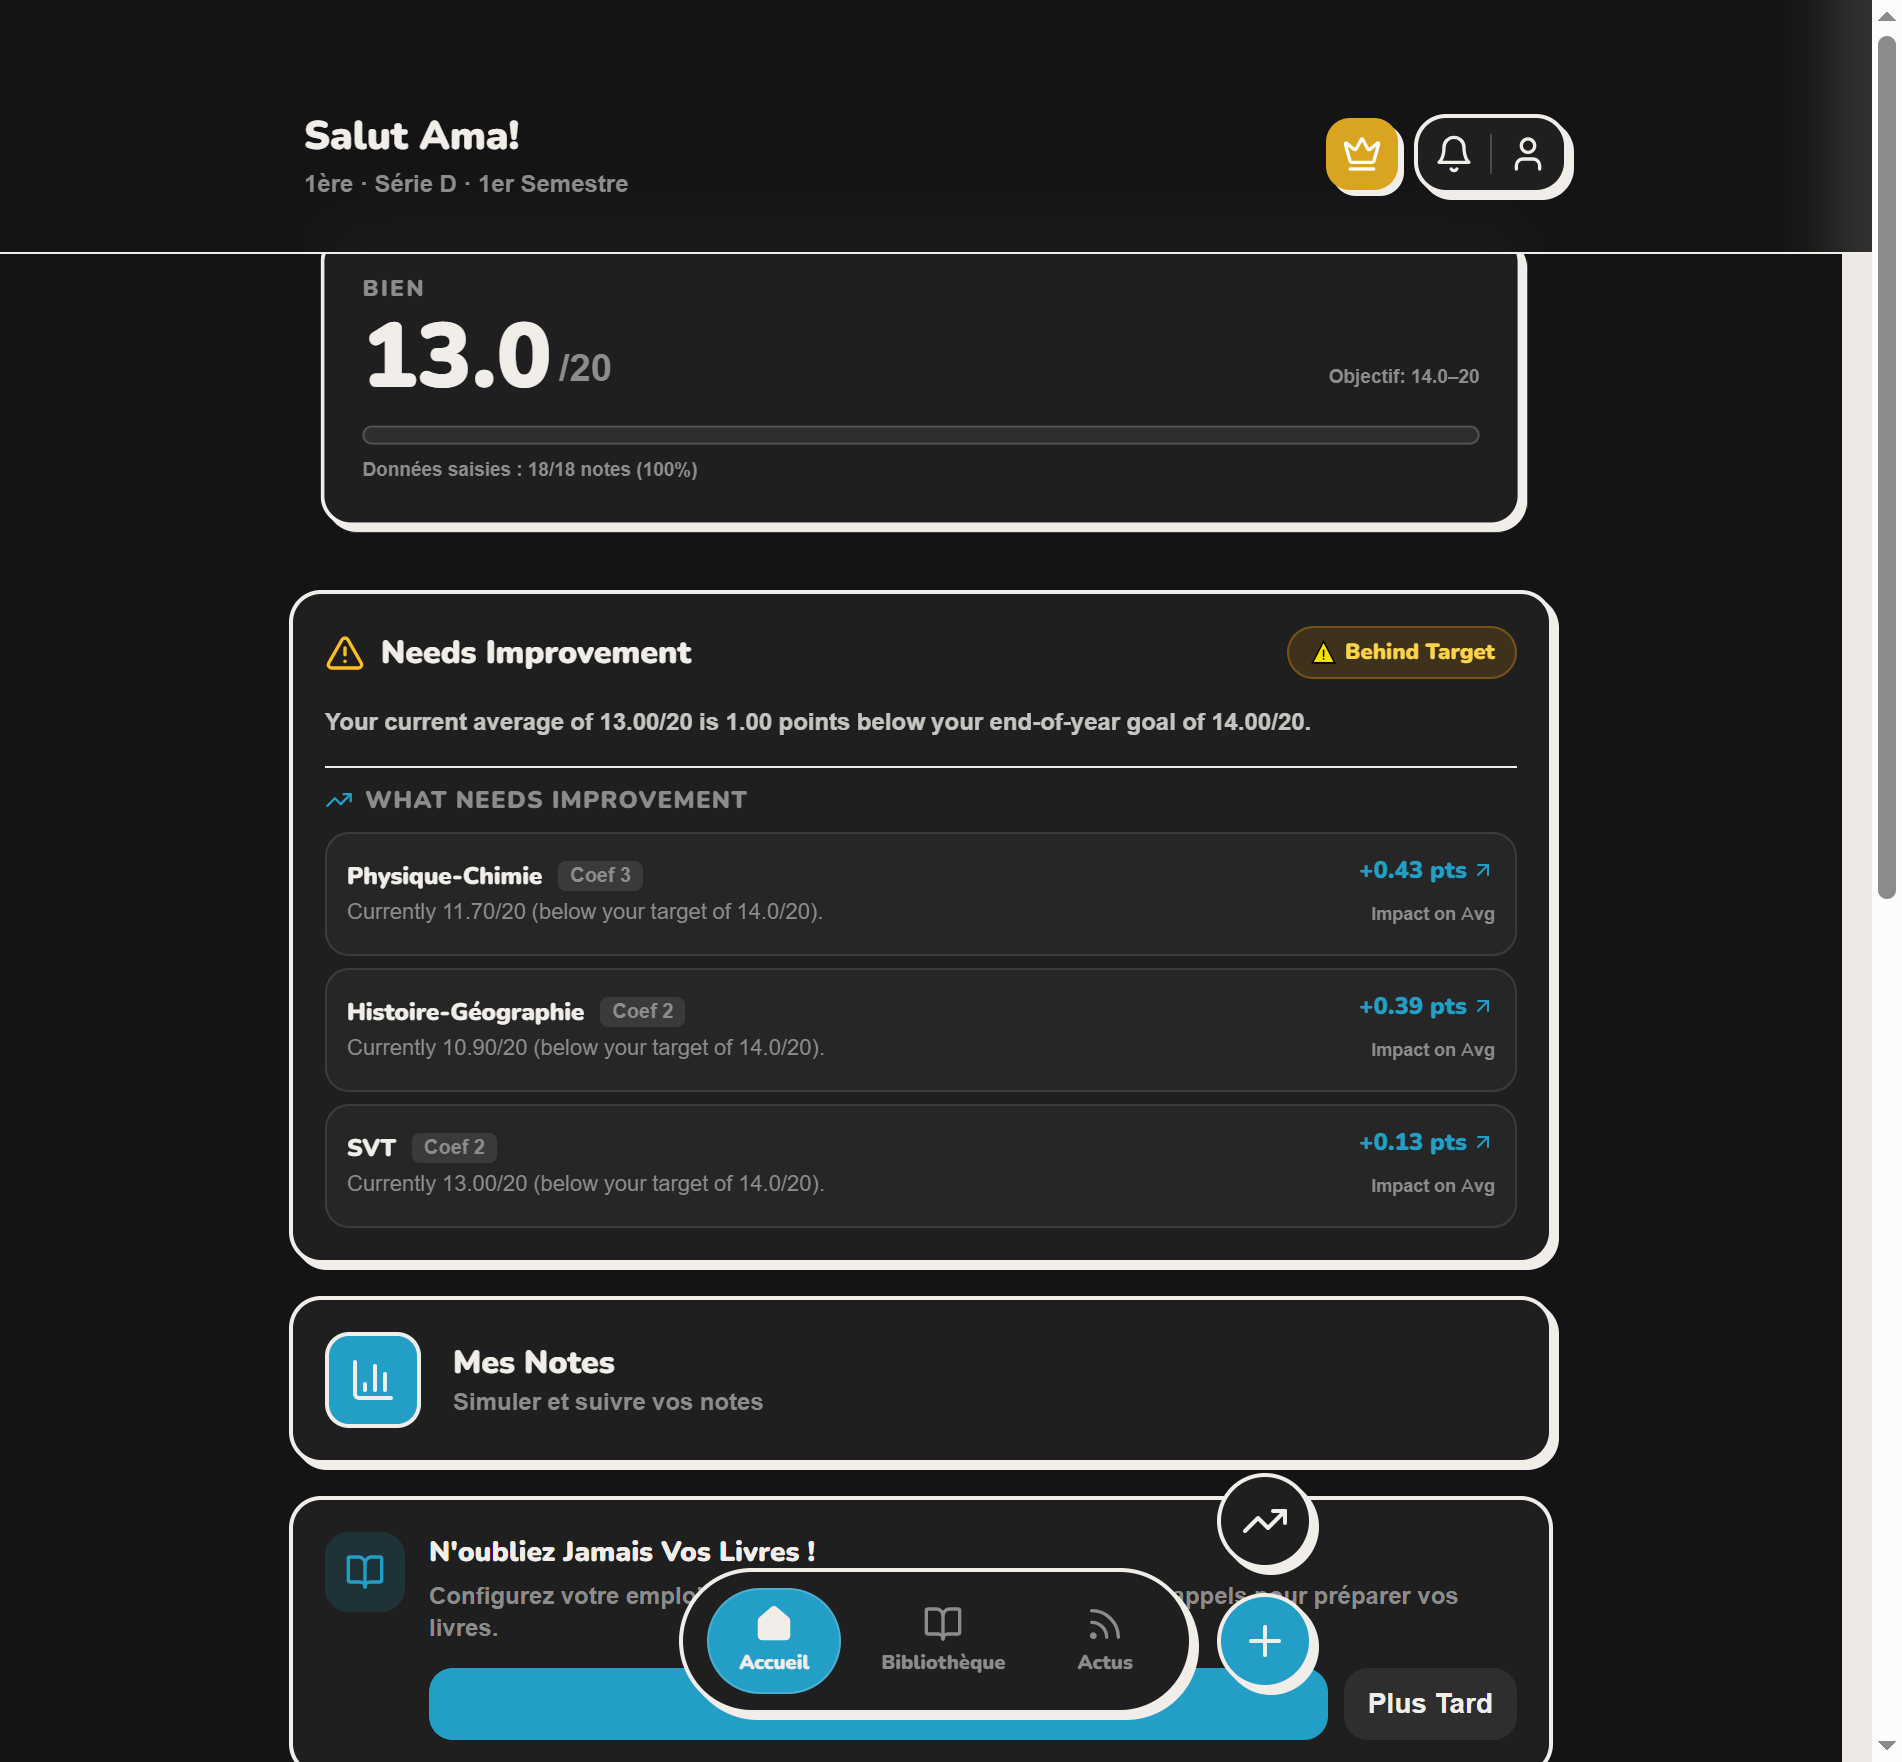 Salut Ama!
1ère · Série D · 1er Semestre
BIEN
13.0 /20
Objectif: 14.0–20
Données saisies : 18/18 notes (100%)
Needs Improvement
Behind Target
Your current average of 13.00/20 is 1.00 points below your end-of-year goal of 14.00/20.
WHAT NEEDS IMPROVEMENT
Physique-Chimie Coef 3
+0.43 pts
Currently 11.70/20 (below your target of 14.0/20).
Impact on Avg
Histoire-Géographie Coef 2
+0.39 pts
Currently 10.90/20 (below your target of 14.0/20).
Impact on Avg
SVT Coef 2
+0.13 pts
Currently 13.00/20 (below your target of 14.0/20).
Impact on Avg
Mes Notes
Simuler et suivre vos notes
N'oubliez Jamais Vos Livres !
Configurez votre préparer vos
livres.
Plus Tard
Accueil
Bibliothèque
Actus